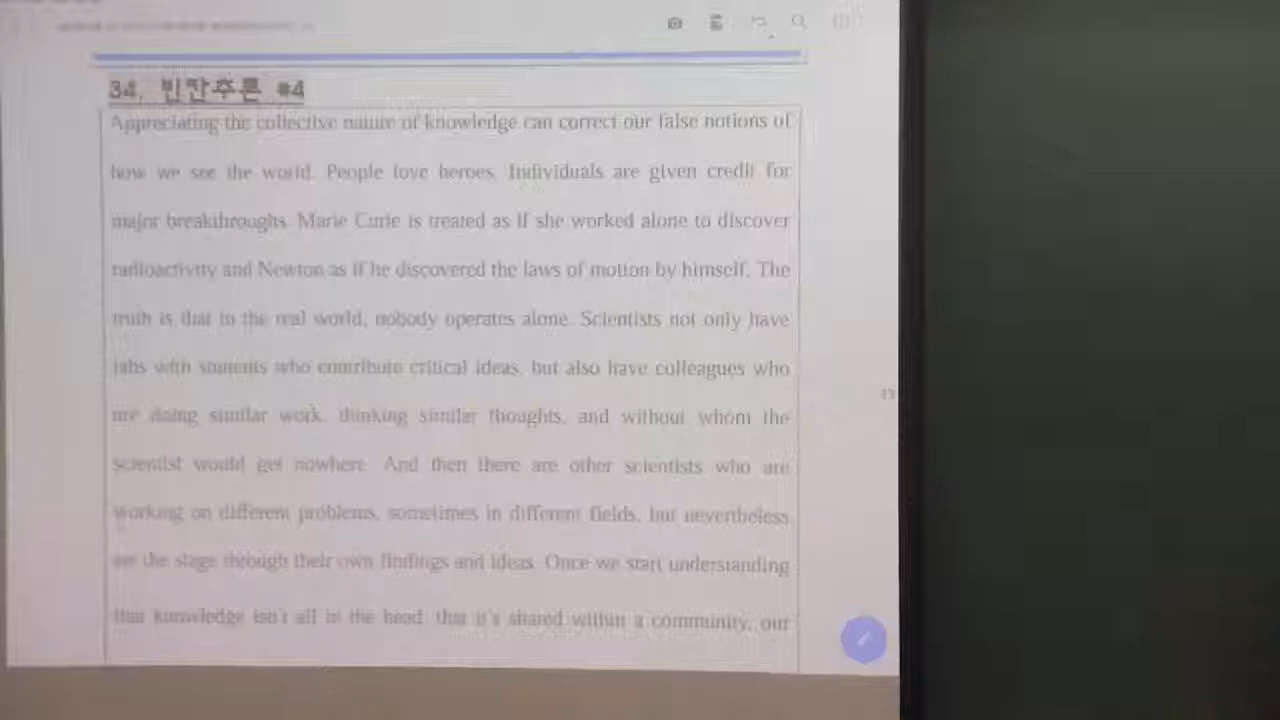 34. 빈칸추론 #4
Appreciating the collective nature of knowledge can correct our false notions of
how we see the world. People love heroes. Individuals are given credit for
major breakthroughs. Marie Curie is treated as if she worked alone to discover
radioactivity and Newton as if he discovered the laws of motion by himself. The
truth is that in the real world, nobody operates alone. Scientists not only have
labs with students who contribute critical ideas, but also have colleagues who
are doing similar work, thinking similar thoughts, and without whom the
scientist would get nowhere. And then there are other scientists who are
working on different problems, sometimes in different fields, but nevertheless
set the stage through their own findings and ideas. Once we start understanding
that knowledge isn't all in the head, that it's shared within a community, our